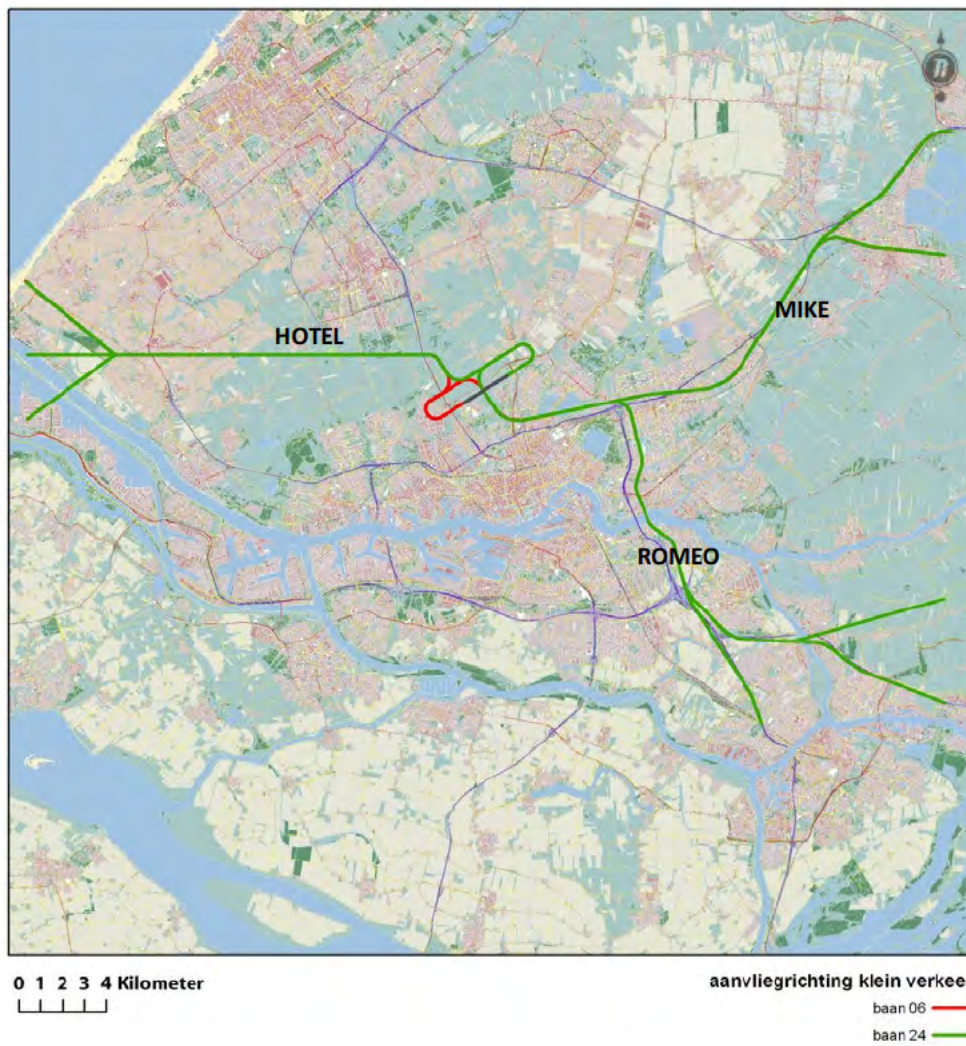 HOTEL
MIKE
ROMEO
0 1 2 3 4 Kilometer
aanvliegrichting klein verkee
baan 06
baan 24